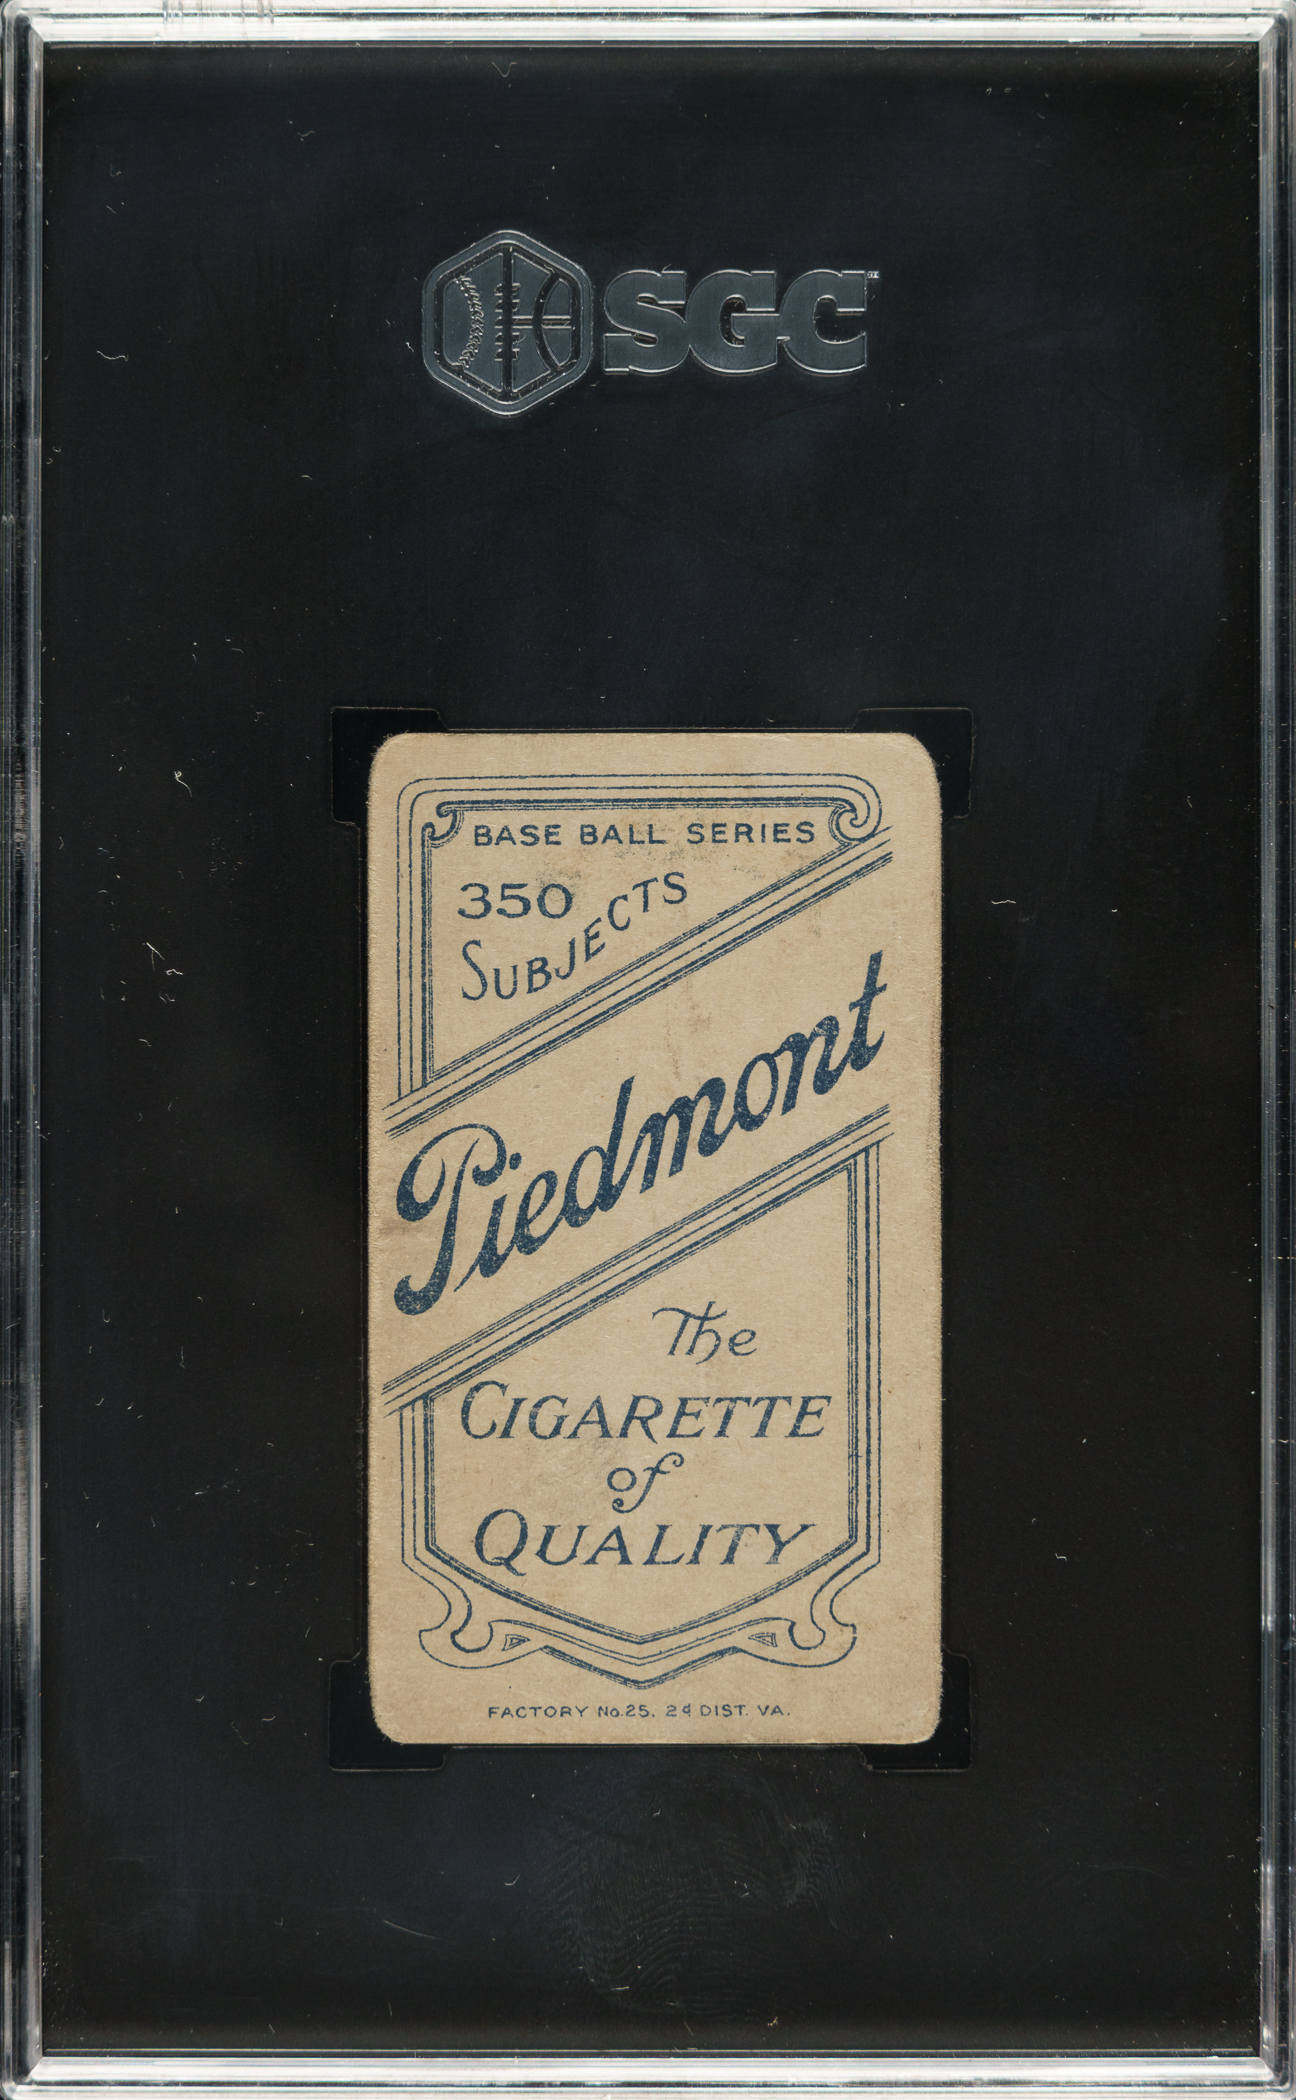 SGC
BASE BALL SERIES
350
SUBJECTS
Piedmont
The
CIGARETTE
of
QUALITY
FACTORY No.25. 2d DIST. VA.